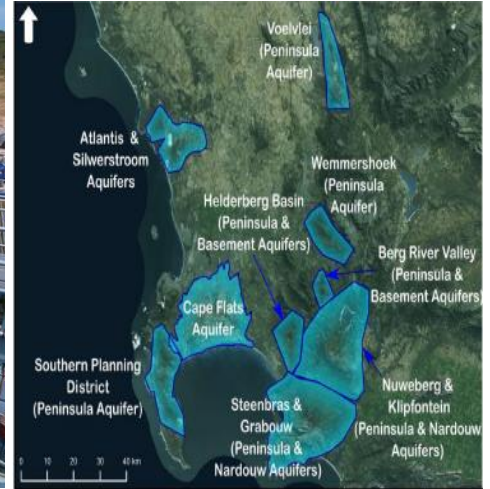 Voelvlei
(Peninsula
Aquifer)
Atlantis &
Silwerstroom
Aquifers
Wemmershoek
(Peninsula
Aquifer)
Helderberg Basin
(Peninsula &
Basement Aquifers)
Berg River Valley
(Peninsula &
Basement Aquifers)
Cape Flats
Aquifer
Southern Planning
District
(Peninsula Aquifer)
Steenbras &
Grabouw
(Peninsula &
Nardouw Aquifers)
Nuweberg &
Klipfontein
(Peninsula & Nardouw
Aquifers)
0 10 20 30 40 km